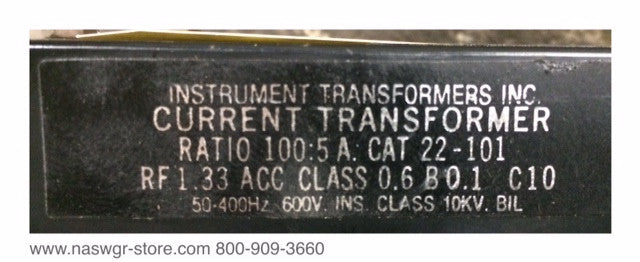 INSTRUMENT TRANSFORMERS INC.
CURRENT TRANSFORMER
RATIO 100:5 A. CAT 22-101
RF 1.33 ACC CLASS 0.6 B 0.1 C10
50-400Hz 600V. INS. CLASS 10KV. BIL
www.naswgr-store.com 800-909-3660